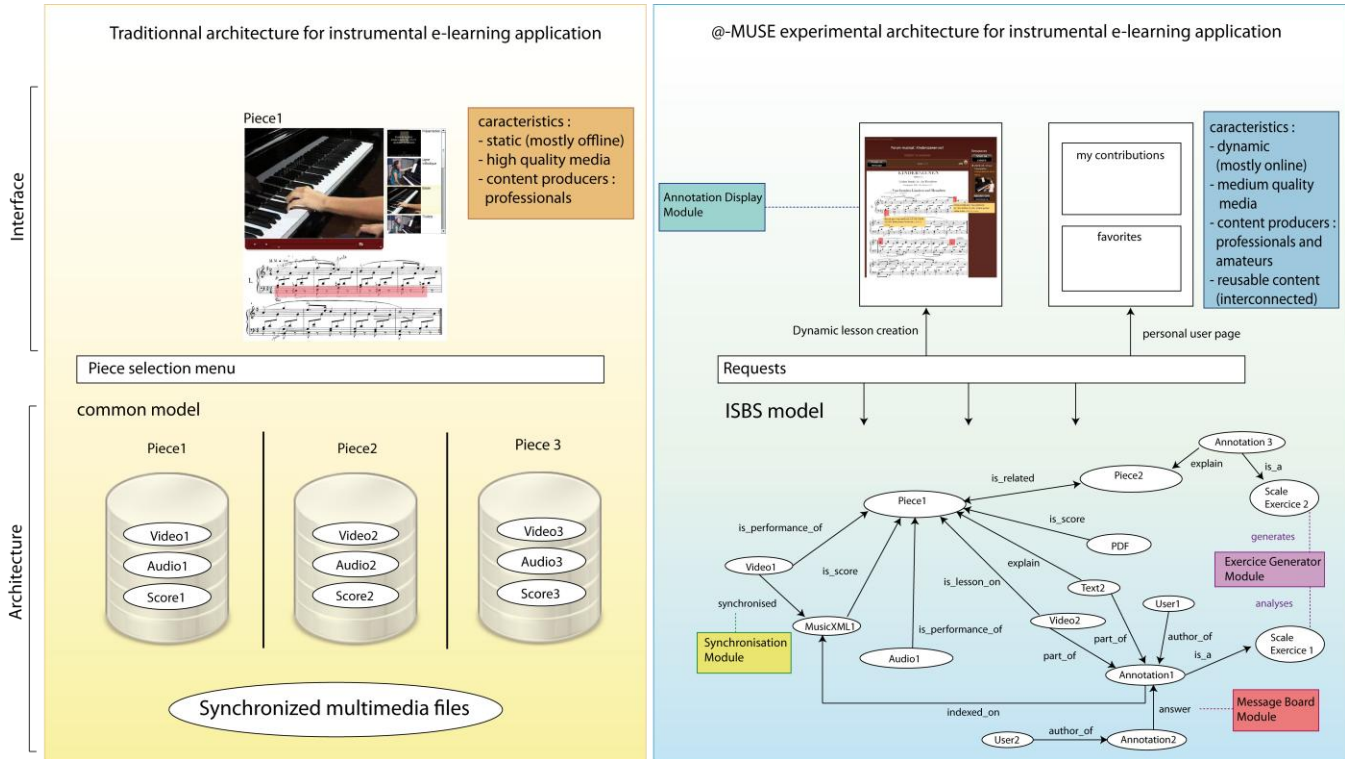 Traditionnal architecture for instrumental e-learning application
Interface
Piece1
caracteristics :
- static (mostly offline)
- high quality media
- content producers :
professionals
Piece selection menu
Architecture
common model
Piece1
Piece2
Piece 3
Video1
Audio1
Score1
Video2
Audio2
Score2
Video3
Audio3
Score3
Synchronized multimedia files
@-MUSE experimental architecture for instrumental e-learning application
Annotation Display
Module
my contributions
favorites
caracteristics :
- dynamic
(mostly online)
- medium quality
media
- content producers :
professionals and
amateurs
- reusable content
(interconnected)
Dynamic lesson creation
personal user page
Requests
ISBS model
Annotation 3
explain
is_a
is_related
Piece2
Scale
Exercice 2
Piece1
is_performance_of
is_score
PDF
generates
Video1
is_score
explain
Exercice Generator
Module
is_lesson_on
Text2
synchronised
User1
analyses
MusicXML1
Video2
is_performance_of
part_of
author_of
Synchronisation
Module
Audio1
part_of
is_a
Scale
Exercice 1
Annotation1
indexed_on
answer
Message Board
Module
User2
author_of
Annotation2